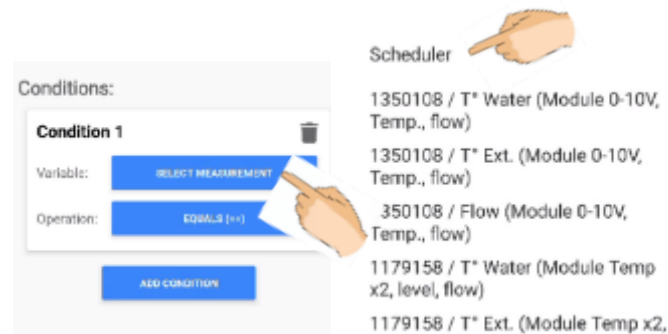 Conditions:
Condition 1
Variable:
SELECT MEASUREMENT
Operation:
EQUALS (==)
ADD CONDITION
Scheduler
1350108 / T° Water (Module 0-10V,
Temp., flow)
1350108 / T° Ext. (Module 0-10V,
Temp., flow)
350108 / Flow (Module 0-10V,
Temp., flow)
1179158 / T° Water (Module Temp
x2, level, flow)
1179158 / T° Ext. (Module Temp x2,